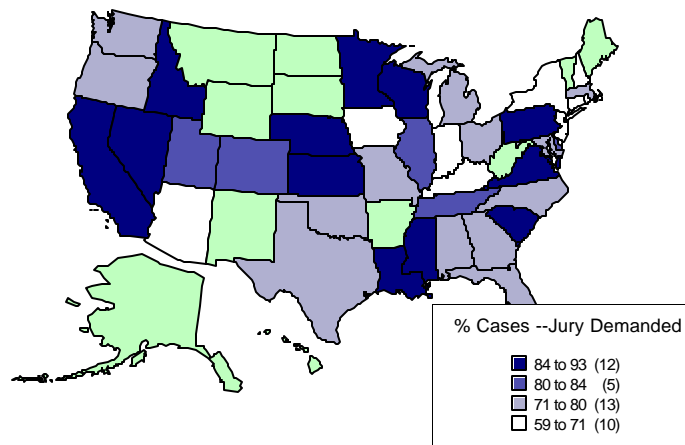 % Cases --Jury Demanded
84 to 93 (12)
80 to 84 (5)
71 to 80 (13)
59 to 71 (10)